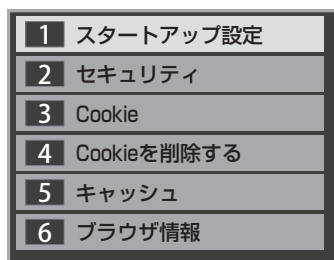 1 スタートアップ設定
2 セキュリティ
3 Cookie
4 Cookieを削除する
5 キャッシュ
6 ブラウザ情報